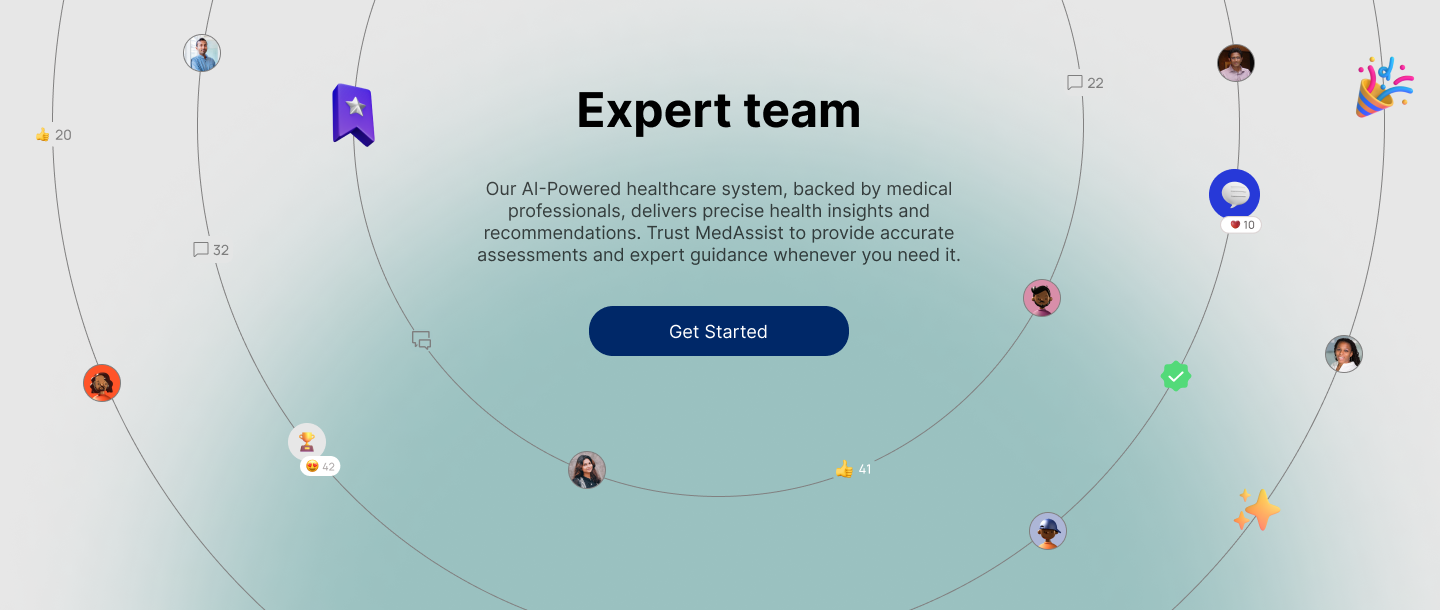 22
Expert team
20
Our AI-Powered healthcare system, backed by medical
professionals, delivers precise health insights and
recommendations. Trust MedAssist to provide accurate
assessments and expert guidance whenever you need it.
10
32
Get Started
42
41